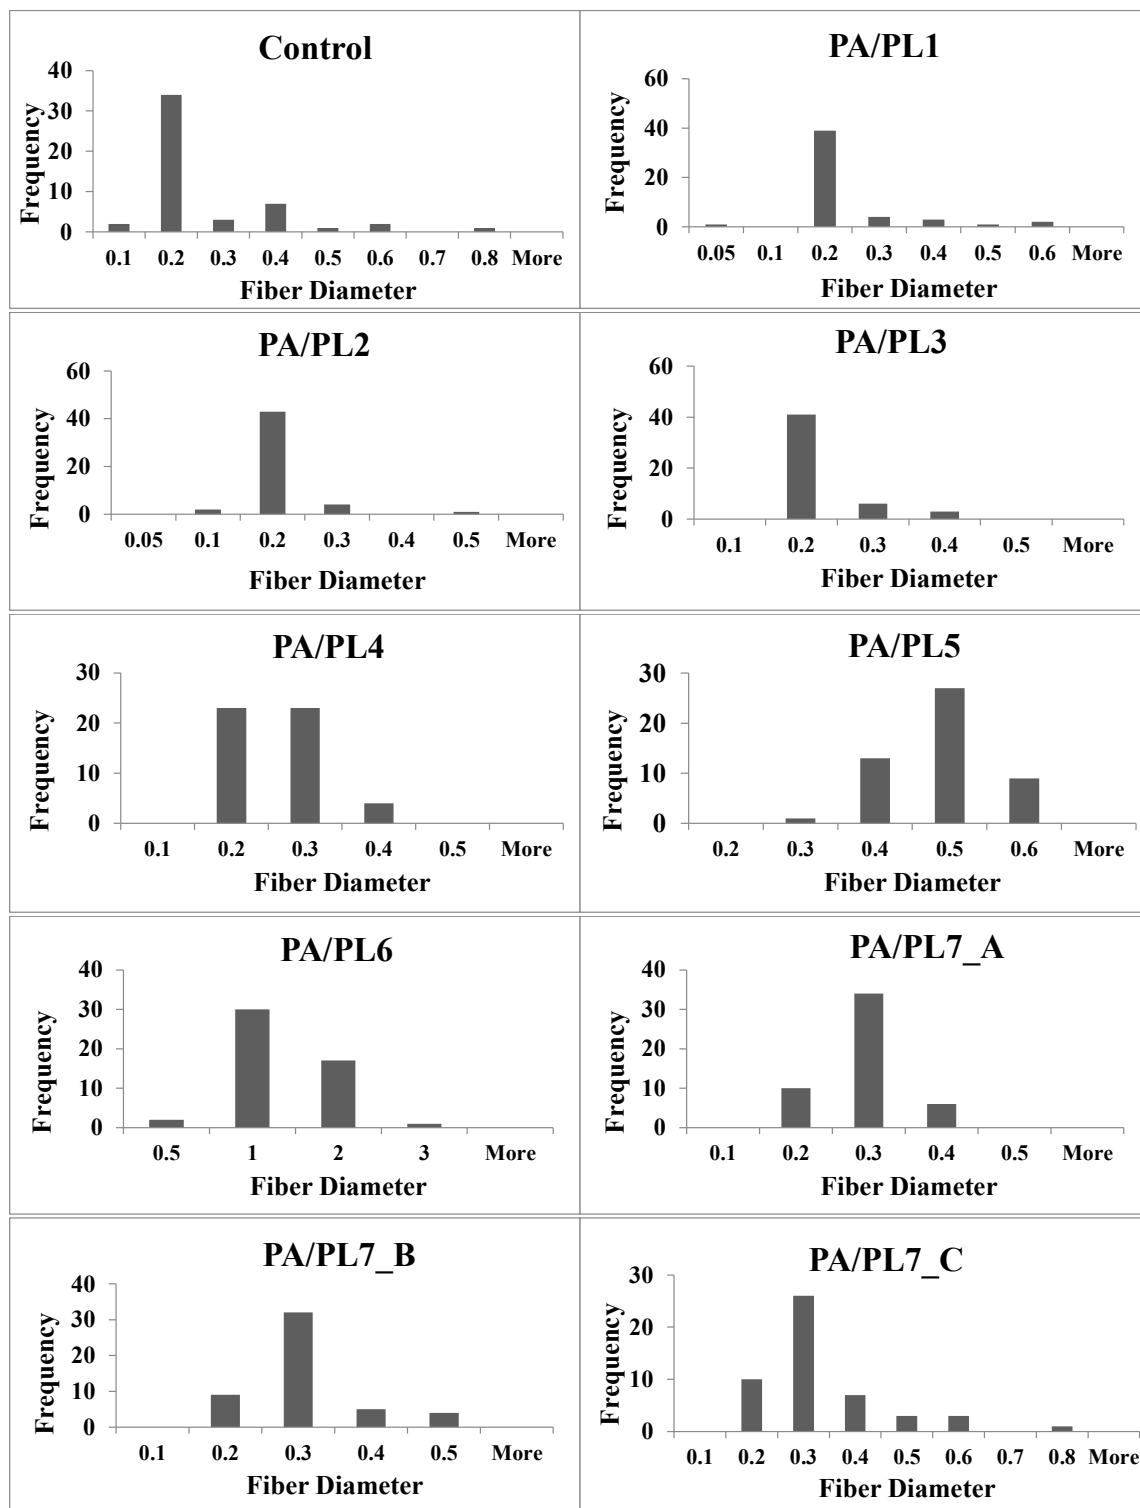 Control
Frequency
40
30
20
10
0
0.1 0.2 0.3 0.4 0.5 0.6 0.7 0.8 More
Fiber Diameter
PA/PL1
Frequency
60
40
20
0
0.05 0.1 0.2 0.3 0.4 0.5 0.6 More
Fiber Diameter
PA/PL2
Frequency
60
40
20
0
0.05 0.1 0.2 0.3 0.4 0.5 More
Fiber Diameter
PA/PL3
Frequency
60
40
20
0
0.1 0.2 0.3 0.4 0.5 More
Fiber Diameter
PA/PL4
Frequency
30
20
10
0
0.1 0.2 0.3 0.4 0.5 More
Fiber Diameter
PA/PL5
Frequency
30
20
10
0
0.2 0.3 0.4 0.5 0.6 More
Fiber Diameter
PA/PL6
Frequency
40
30
20
10
0
0.5 1 2 3 More
Fiber Diameter
PA/PL7_A
Frequency
40
30
20
10
0
0.1 0.2 0.3 0.4 0.5 More
Fiber Diameter
PA/PL7_B
Frequency
40
30
20
10
0
0.1 0.2 0.3 0.4 0.5 More
Fiber Diameter
PA/PL7_C
Frequency
30
20
10
0
0.1 0.2 0.3 0.4 0.5 0.6 0.7 0.8 More
Fiber Diameter